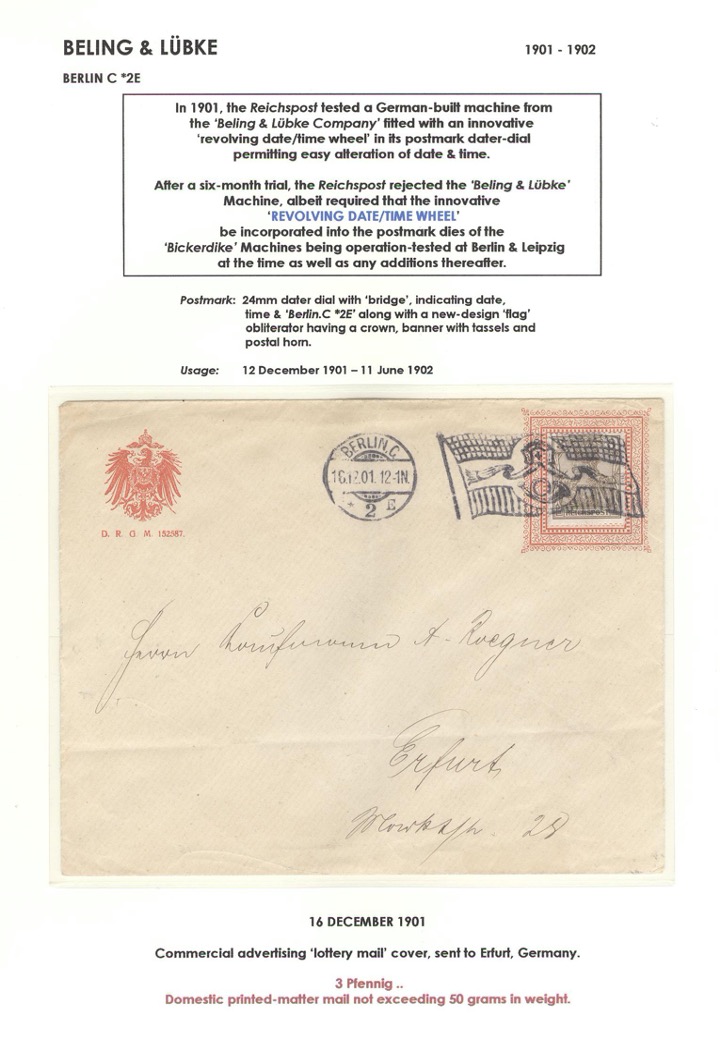 BELING & LÜBKE
1901 - 1902
BERLIN C *2E
In 1901, the Reichspost tested a German-built machine from
the 'Beling & Lübke Company' fitted with an innovative
'revolving date/time wheel' in its postmark dater-dial
permitting easy alteration of date & time.
After a six-month trial, the Reichspost rejected the 'Beling & Lübke'
Machine, albeit required that the innovative
'REVOLVING DATE/TIME WHEEL'
be incorporated into the postmark dies of the
'Bickerdike' Machines being operation-tested at Berlin & Leipzig
at the time as well as any additions thereafter.
Postmark: 24mm dater dial with 'bridge', indicating date,
time & 'Berlin.C *2E' along with a new-design 'flag'
obliterator having a crown, banner with tassels and
postal horn.
Usage: 12 December 1901 – 11 June 1902
BERLIN.C.
16.12.01. 12-1N.
* 2 E
REICHSPOST
D. R. G. M. 152587.
Herrn Kaufmann A. Roegner
Erfurt
Marktstr. 28
16 DECEMBER 1901
Commercial advertising 'lottery mail' cover, sent to Erfurt, Germany.
3 Pfennig ..
Domestic printed-matter mail not exceeding 50 grams in weight.